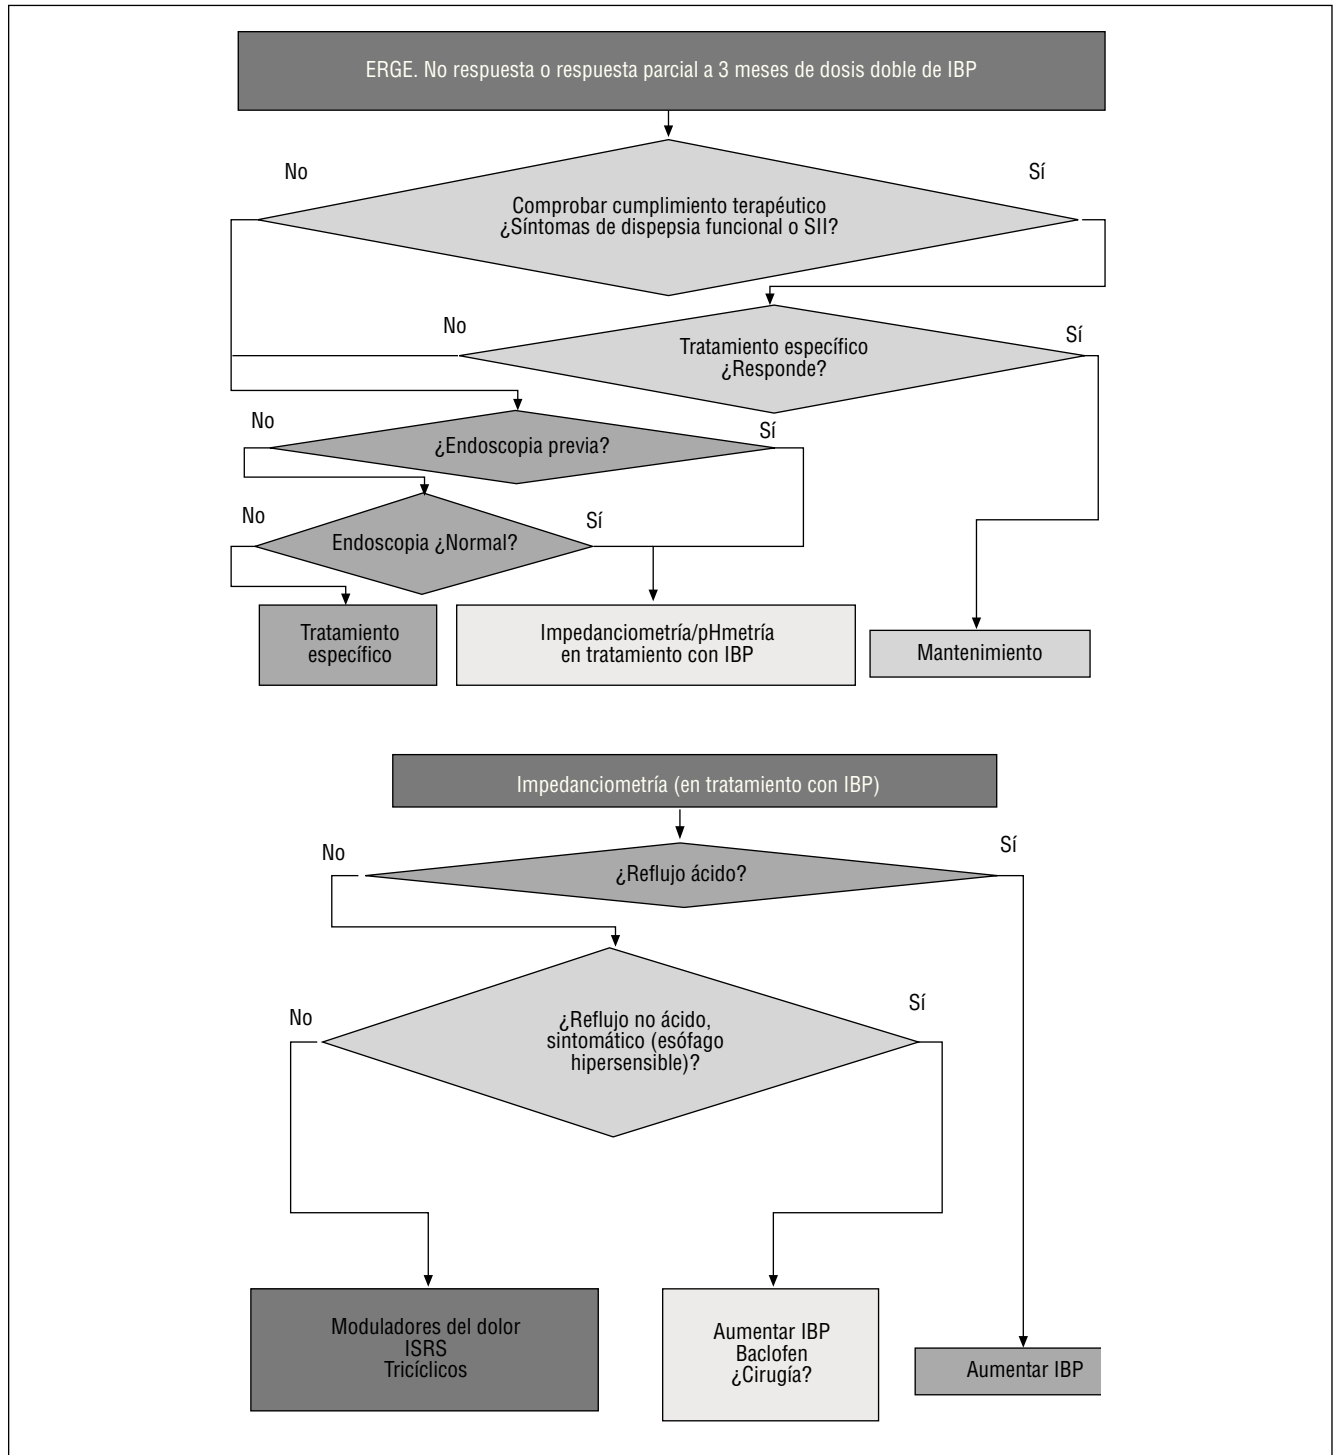 ERGE. No respuesta o respuesta parcial a 3 meses de dosis doble de IBP
No
Sí
Comprobar cumplimiento terapéutico
¿Síntomas de dispepsia funcional o SII?
No
Sí
Tratamiento específico
¿Responde?
No
Sí
¿Endoscopia previa?
No
Sí
Endoscopia ¿Normal?
Tratamiento
específico
Impedanciometría/pHmetría
en tratamiento con IBP
Mantenimiento
Impedanciometría (en tratamiento con IBP)
No
Sí
¿Reflujo ácido?
No
Sí
¿Reflujo no ácido,
sintomático (esófago
hipersensible)?
Moduladores del dolor
ISRS
Tricíclicos
Aumentar IBP
Baclofen
¿Cirugía?
Aumentar IBP